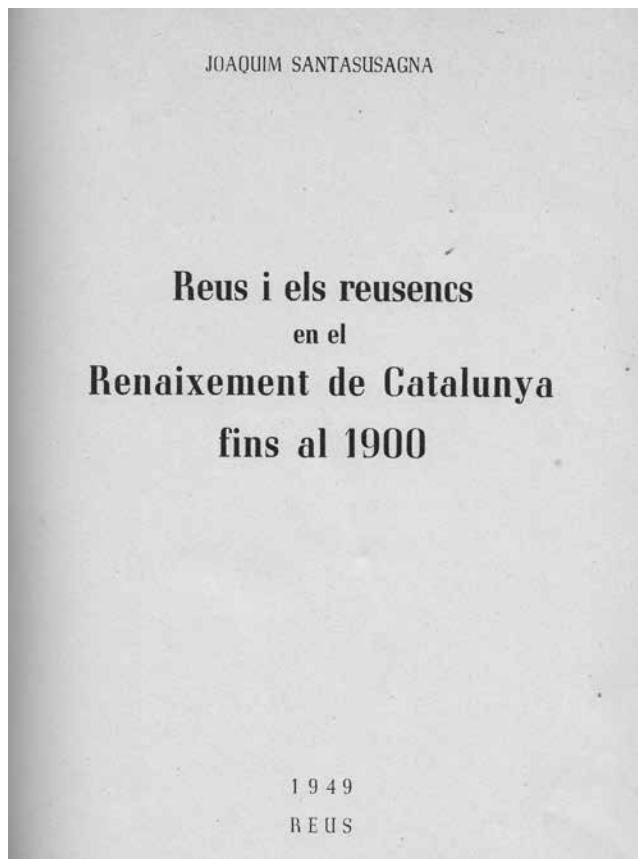 JOAQUIM SANTASUSAGNA
Reus i els reusencs
en el
Renaixement de Catalunya
fins al 1900
1949
REUS